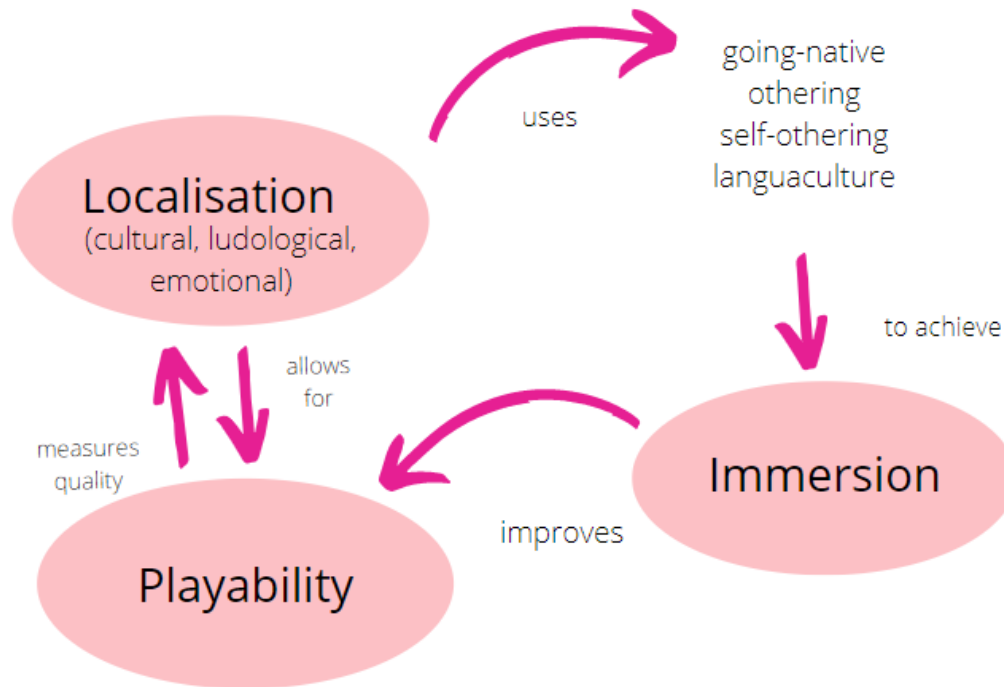 going-native
othering
self-othering
languaculture
uses
Localisation
(cultural, ludological,
emotional)
to achieve
allows
for
measures
quality
Immersion
improves
Playability